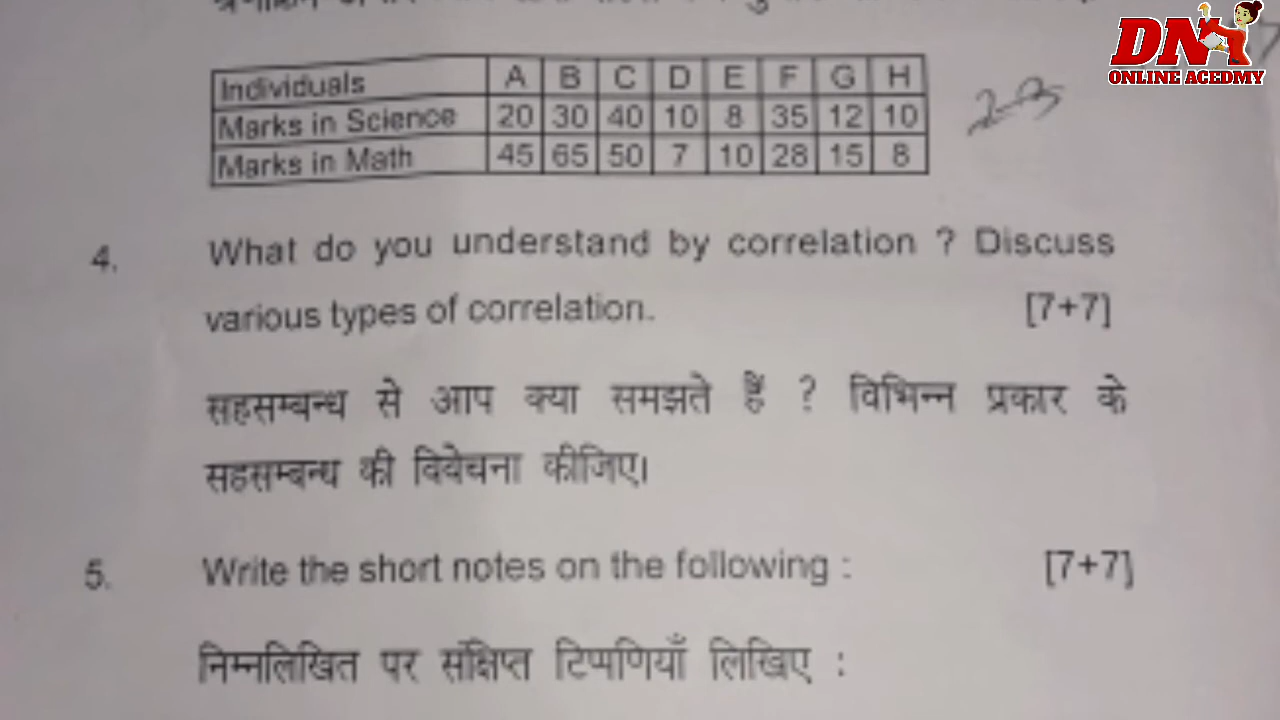 DNA
ONLINE ACEDMY
Individuals A B C D E F G H
Marks in Science 20 30 40 10 8 35 12 10
Marks in Math 45 65 50 7 10 28 15 8
4. What do you understand by correlation ? Discuss
various types of correlation. [7+7]
सहसम्बन्ध से आप क्या समझते हैं ? विभिन्न प्रकार के
सहसम्बन्ध की विवेचना कीजिए।
5. Write the short notes on the following : [7+7]
निम्नलिखित पर संक्षिप्त टिप्पणियाँ लिखिए :